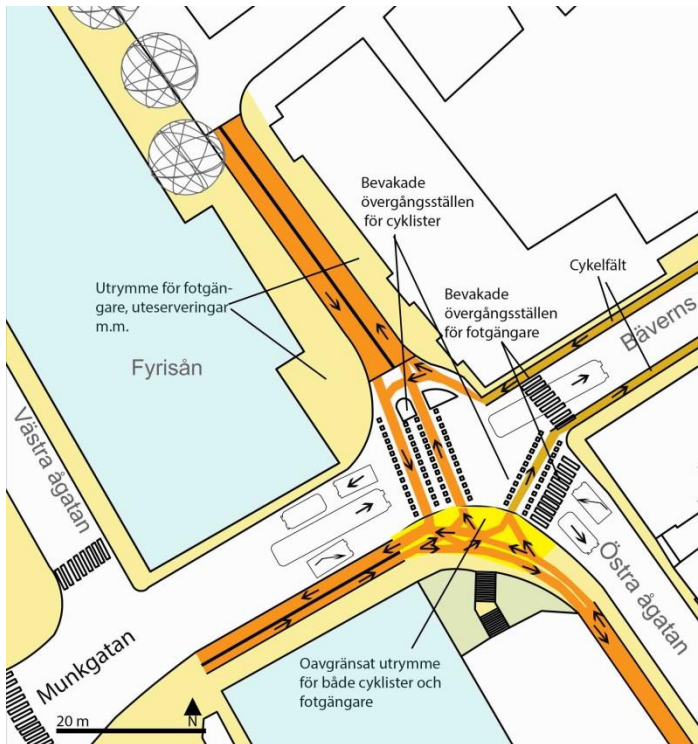 Bevakade
övergångsställen
för cyklister
Cykelfält
Bevakade
övergångsställen
för fotgängare
Utrymme för fotgän-
gare, uteserveringar
m.m.
Fyrisån
Bäverns
Västra ågatan
Östra ågatan
Munkgatan
Oavgränsat utrymme
för både cyklister och
fotgängare
20 m
N